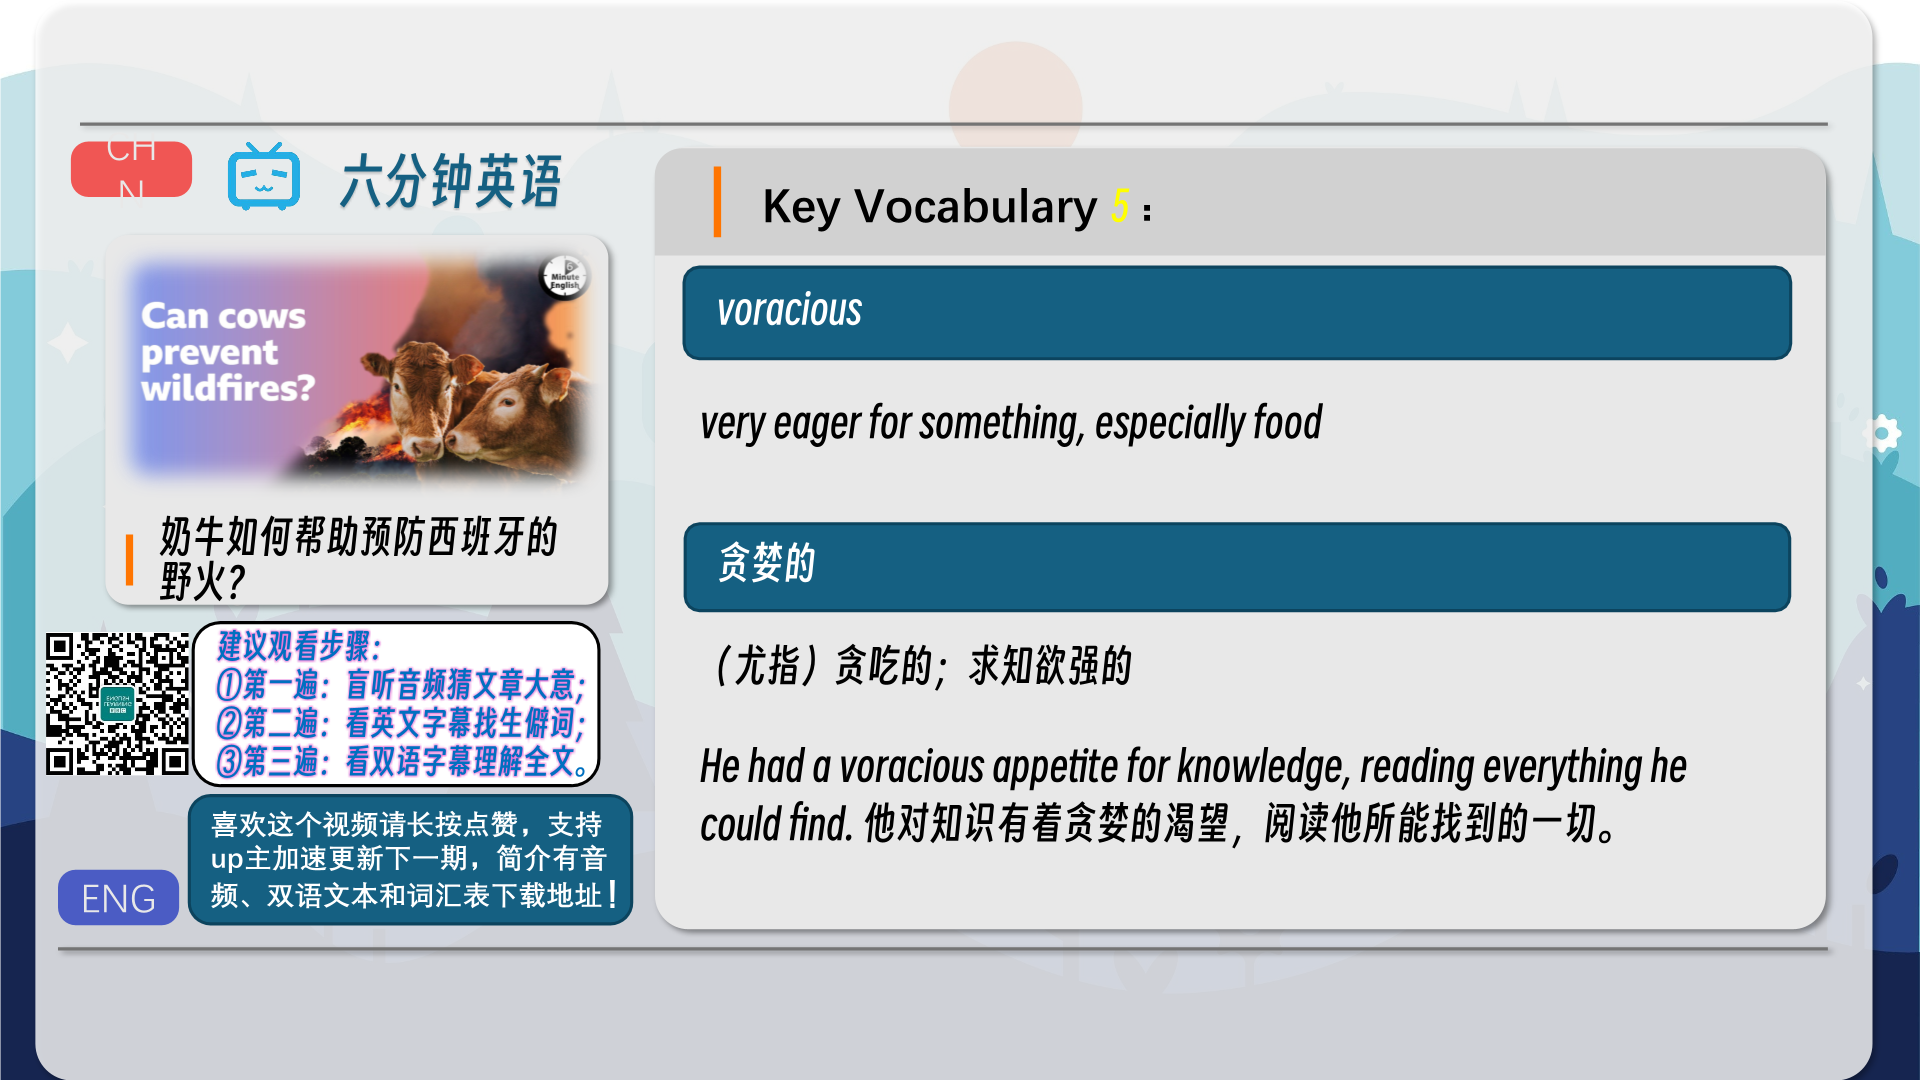 CH
N
六分钟英语
6
Minute
English
Can cows
prevent
wildfires?
奶牛如何帮助预防西班牙的
野火?
建议观看步骤：
①第一遍：盲听音频猜文章大意；
②第二遍：看英文字幕找生僻词；
③第三遍：看双语字幕理解全文。
喜欢这个视频请长按点赞，支持
up主加速更新下一期，简介有音
频、双语文本和词汇表下载地址！
ENG
Key Vocabulary 5：
voracious
very eager for something, especially food
贪婪的
（尤指）贪吃的；求知欲强的
He had a voracious appetite for knowledge, reading everything he
could find. 他对知识有着贪婪的渴望，阅读他所能找到的一切。